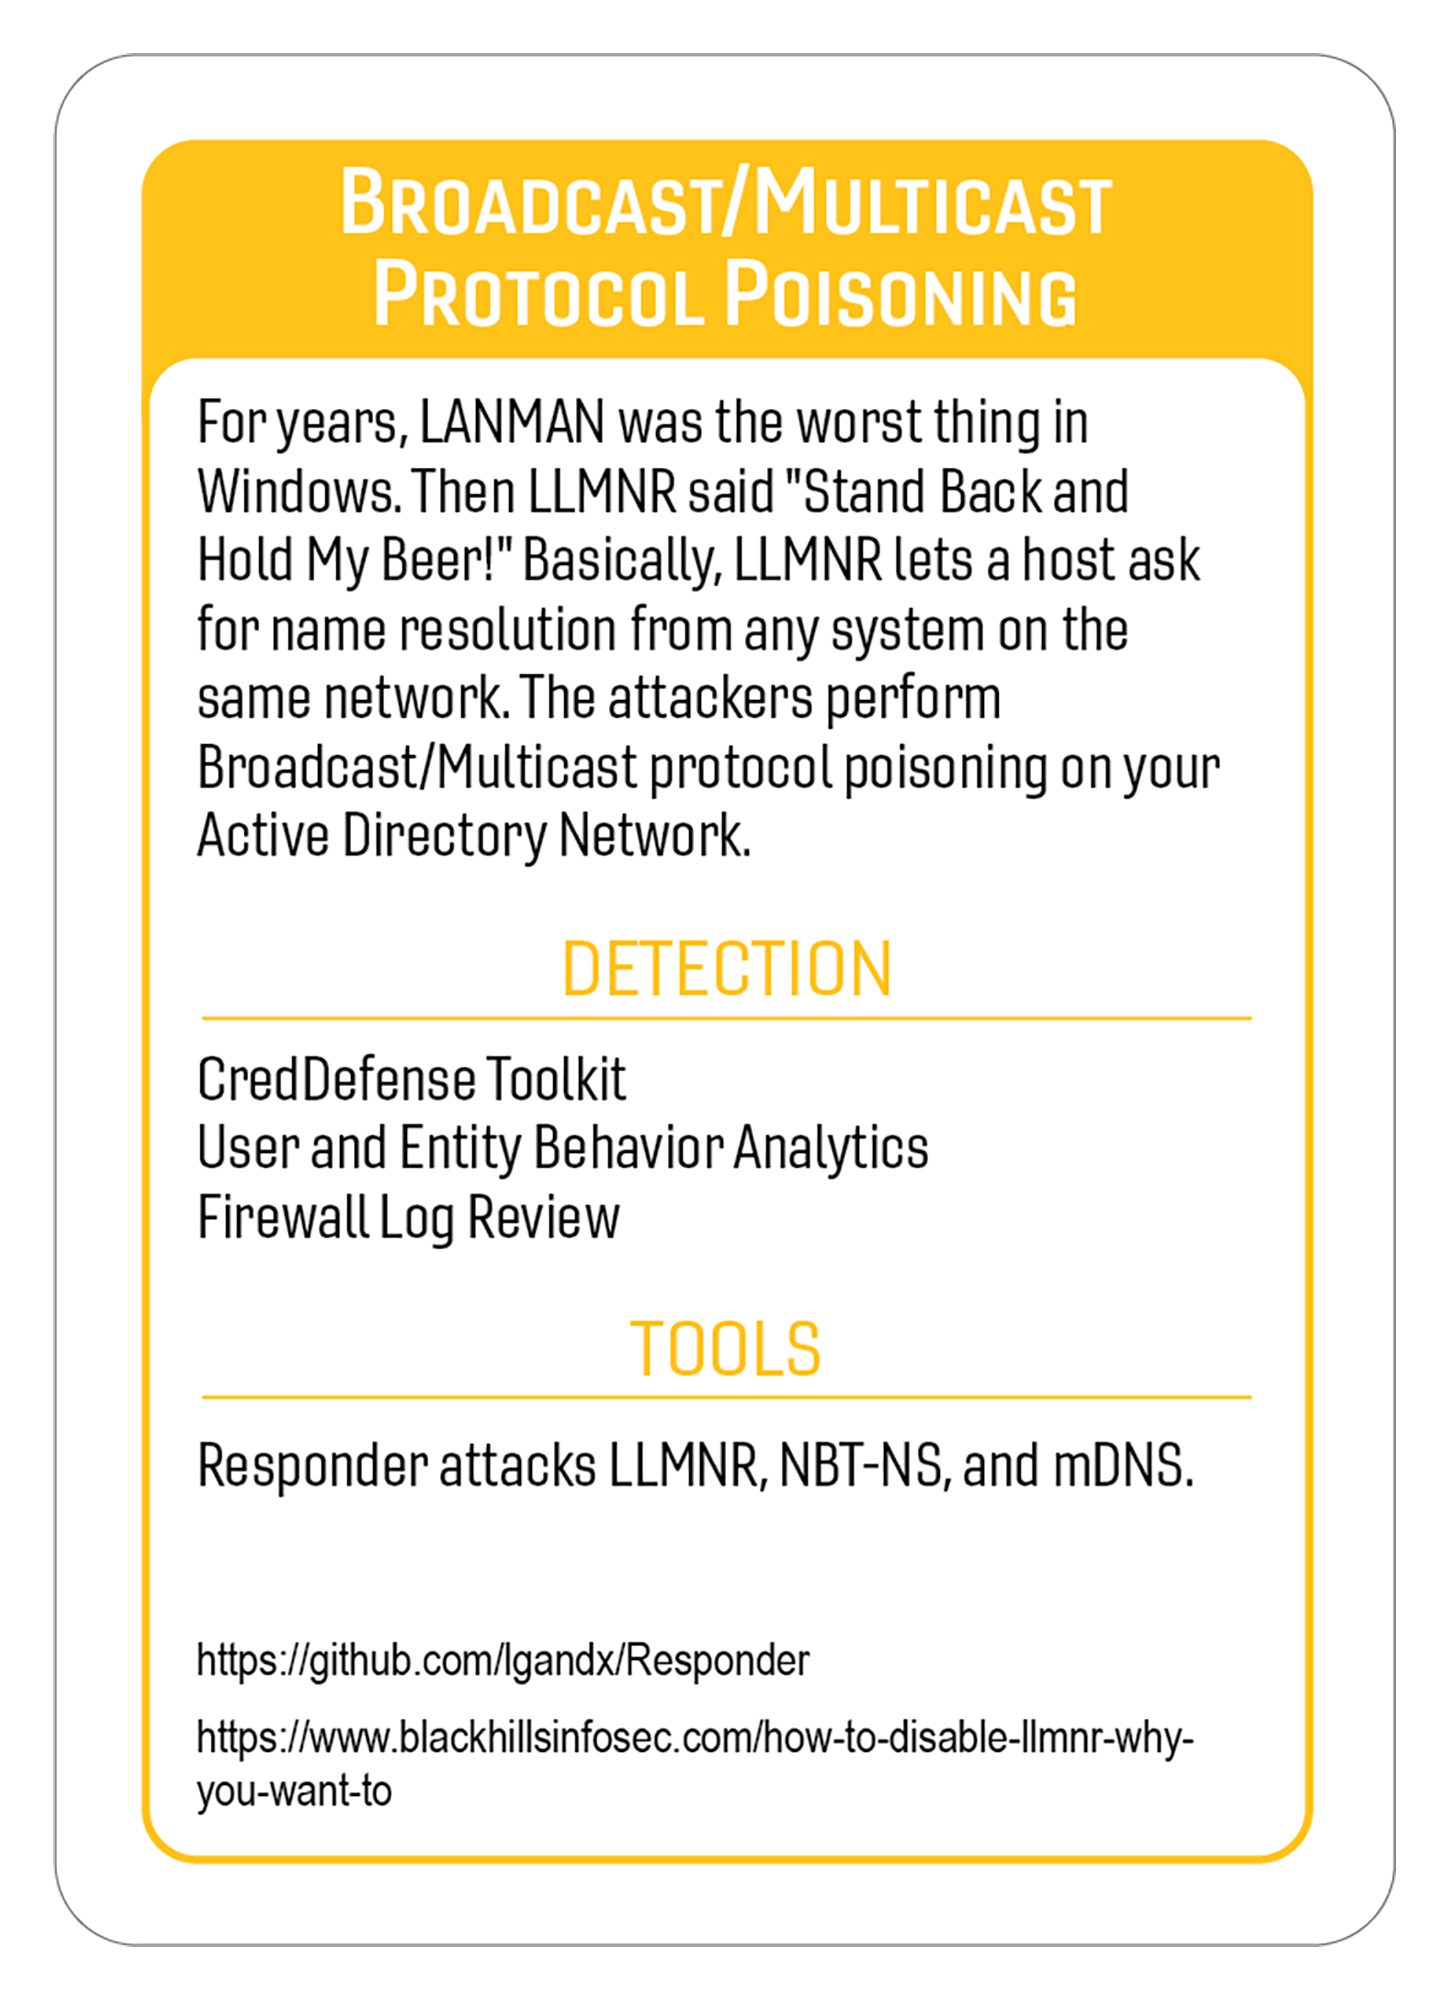 BROADCAST/MULTICAST
PROTOCOL POISONING
For years, LANMAN was the worst thing in
Windows. Then LLMNR said "Stand Back and
Hold My Beer!" Basically, LLMNR lets a host ask
for name resolution from any system on the
same network. The attackers perform
Broadcast/Multicast protocol poisoning on your
Active Directory Network.
DETECTION
CredDefense Toolkit
User and Entity Behavior Analytics
Firewall Log Review
TOOLS
Responder attacks LLMNR, NBT-NS, and mDNS.
https://github.com/lgandx/Responder
https://www.blackhillsinfosec.com/how-to-disable-llmnr-why-
you-want-to